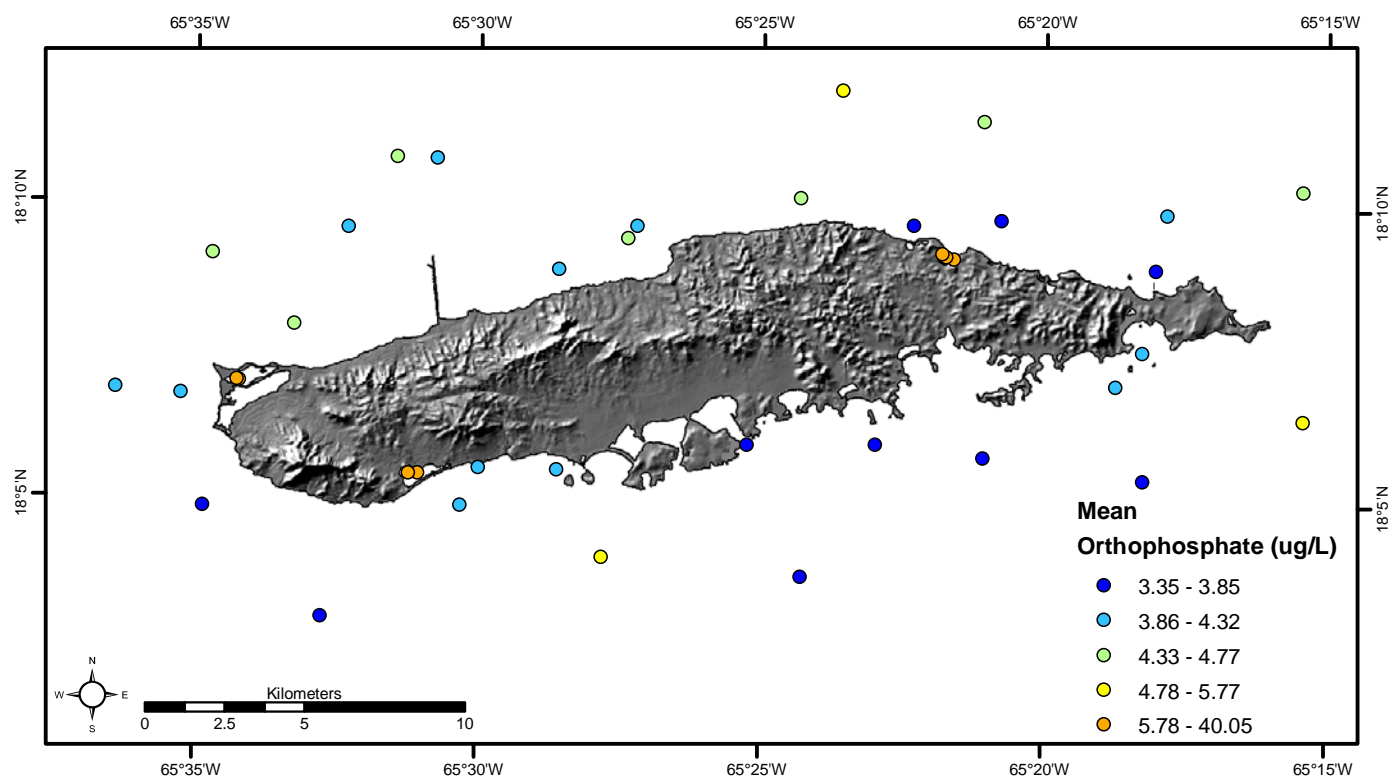 65°35'W 65°30'W 65°25'W 65°20'W 65°15'W
18°10'N 18°10'N
18°5'N 18°5'N
Mean
Orthophosphate (ug/L)
3.35 - 3.85
3.86 - 4.32
4.33 - 4.77
4.78 - 5.77
5.78 - 40.05
N
W E
S
Kilometers
0 2.5 5 10
65°35'W 65°30'W 65°25'W 65°20'W 65°15'W